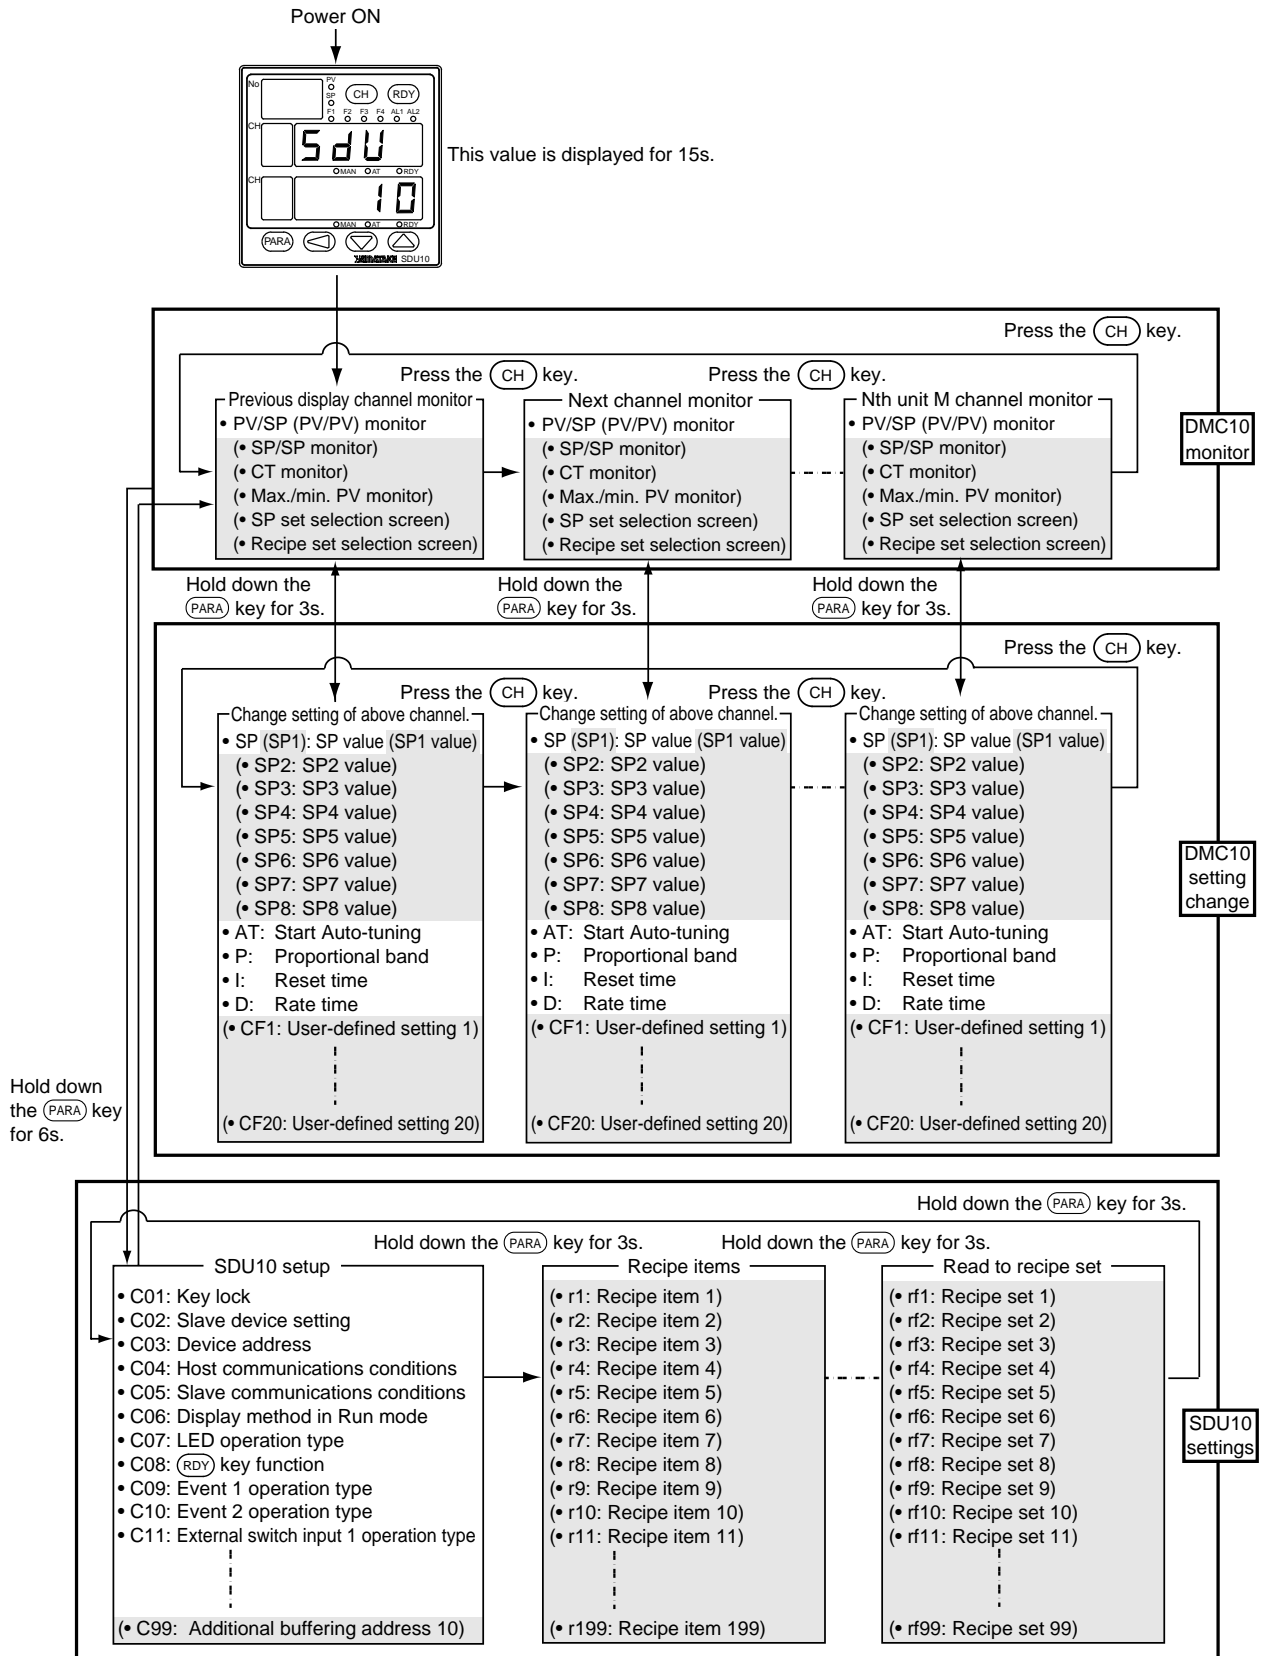 Power ON
No
PV
SP
CH
RDY
F1 F2 F3 F4 AL1 AL2
CH
SdU
MAN AT RDY
This value is displayed for 15s.
CH
10
MAN AT RDY
PARA
SDU10
Press the CH key.
Press the CH key.
Press the CH key.
Previous display channel monitor
• PV/SP (PV/PV) monitor
(• SP/SP monitor)
(• CT monitor)
(• Max./min. PV monitor)
(• SP set selection screen)
(• Recipe set selection screen)
Next channel monitor
• PV/SP (PV/PV) monitor
(• SP/SP monitor)
(• CT monitor)
(• Max./min. PV monitor)
(• SP set selection screen)
(• Recipe set selection screen)
Nth unit M channel monitor
• PV/SP (PV/PV) monitor
(• SP/SP monitor)
(• CT monitor)
(• Max./min. PV monitor)
(• SP set selection screen)
(• Recipe set selection screen)
DMC10
monitor
Hold down the
PARA key for 3s.
Hold down the
PARA key for 3s.
Hold down the
PARA key for 3s.
Press the CH key.
Press the CH key.
Press the CH key.
Change setting of above channel.
• SP (SP1): SP value (SP1 value)
(• SP2: SP2 value)
(• SP3: SP3 value)
(• SP4: SP4 value)
(• SP5: SP5 value)
(• SP6: SP6 value)
(• SP7: SP7 value)
(• SP8: SP8 value)
• AT: Start Auto-tuning
• P: Proportional band
• I: Reset time
• D: Rate time
(• CF1: User-defined setting 1)
(• CF20: User-defined setting 20)
Change setting of above channel.
• SP (SP1): SP value (SP1 value)
(• SP2: SP2 value)
(• SP3: SP3 value)
(• SP4: SP4 value)
(• SP5: SP5 value)
(• SP6: SP6 value)
(• SP7: SP7 value)
(• SP8: SP8 value)
• AT: Start Auto-tuning
• P: Proportional band
• I: Reset time
• D: Rate time
(• CF1: User-defined setting 1)
(• CF20: User-defined setting 20)
Change setting of above channel.
• SP (SP1): SP value (SP1 value)
(• SP2: SP2 value)
(• SP3: SP3 value)
(• SP4: SP4 value)
(• SP5: SP5 value)
(• SP6: SP6 value)
(• SP7: SP7 value)
(• SP8: SP8 value)
• AT: Start Auto-tuning
• P: Proportional band
• I: Reset time
• D: Rate time
(• CF1: User-defined setting 1)
(• CF20: User-defined setting 20)
DMC10
setting
change
Hold down
the PARA key
for 6s.
Hold down the PARA key for 3s.
Hold down the PARA key for 3s.
Hold down the PARA key for 3s.
SDU10 setup
• C01: Key lock
• C02: Slave device setting
• C03: Device address
• C04: Host communications conditions
• C05: Slave communications conditions
• C06: Display method in Run mode
• C07: LED operation type
• C08: RDY key function
• C09: Event 1 operation type
• C10: Event 2 operation type
• C11: External switch input 1 operation type
(• C99: Additional buffering address 10)
Recipe items
(• r1: Recipe item 1)
(• r2: Recipe item 2)
(• r3: Recipe item 3)
(• r4: Recipe item 4)
(• r5: Recipe item 5)
(• r6: Recipe item 6)
(• r7: Recipe item 7)
(• r8: Recipe item 8)
(• r9: Recipe item 9)
(• r10: Recipe item 10)
(• r11: Recipe item 11)
(• r199: Recipe item 199)
Read to recipe set
(• rf1: Recipe set 1)
(• rf2: Recipe set 2)
(• rf3: Recipe set 3)
(• rf4: Recipe set 4)
(• rf5: Recipe set 5)
(• rf6: Recipe set 6)
(• rf7: Recipe set 7)
(• rf8: Recipe set 8)
(• rf9: Recipe set 9)
(• rf10: Recipe set 10)
(• rf11: Recipe set 11)
(• rf99: Recipe set 99)
SDU10
settings